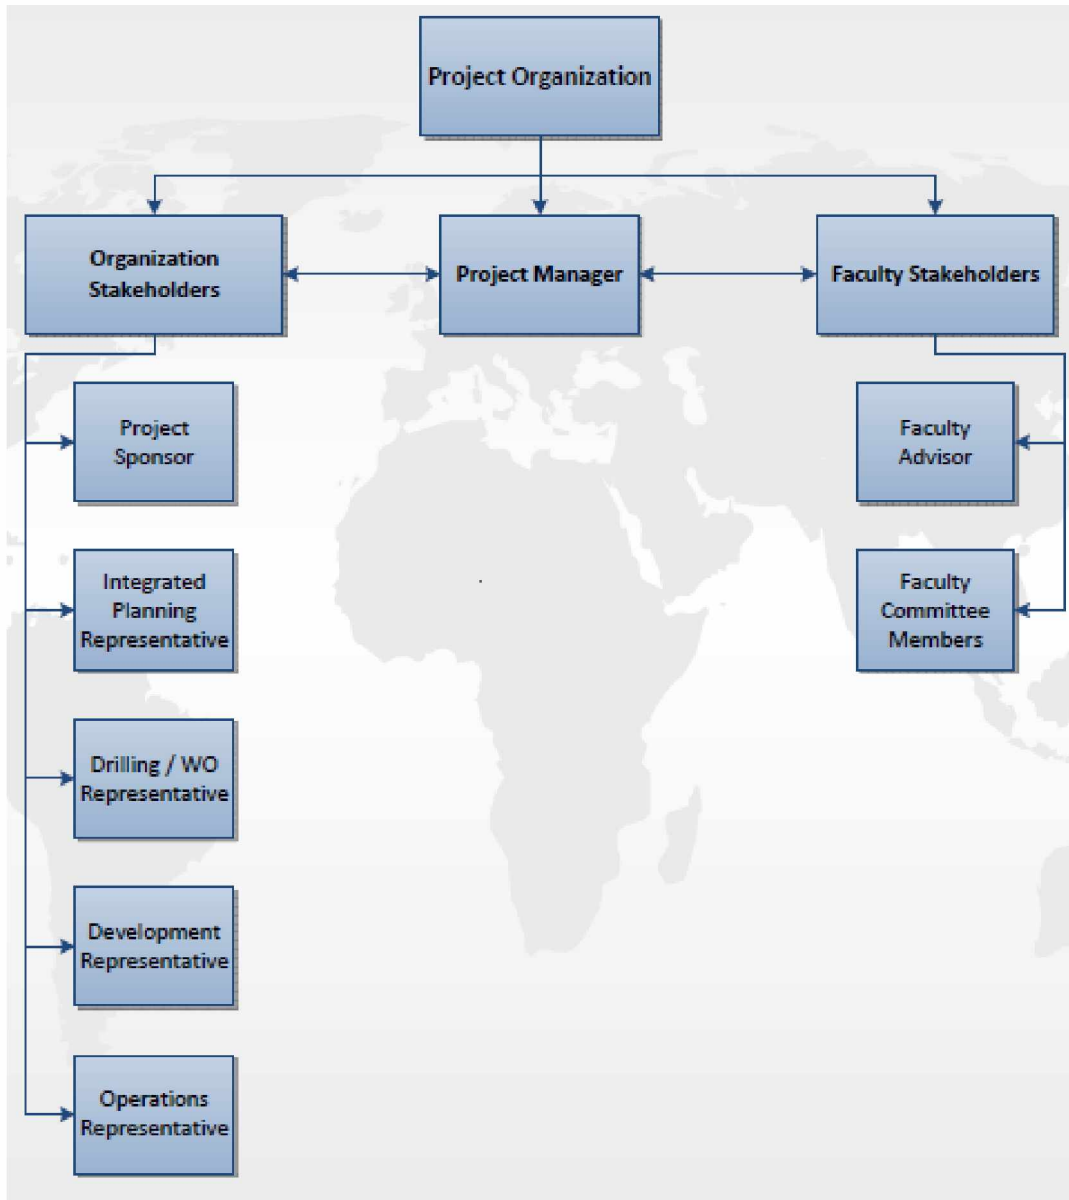 Project Organization
Organization
Stakeholders
Project Manager
Faculty Stakeholders
Project
Sponsor
Faculty
Advisor
Integrated
Planning
Representative
Faculty
Committee
Members
Drilling / WO
Representative
Development
Representative
Operations
Representative